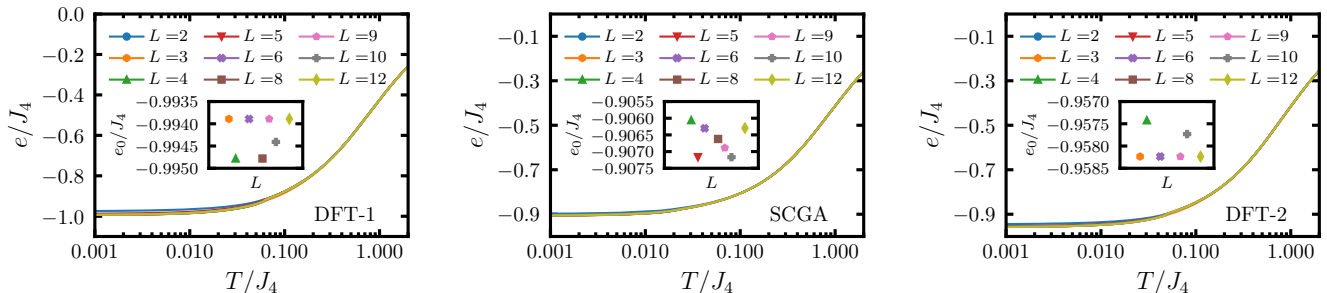 0.0
−0.2
−0.4
−0.6
−0.8
−1.0
e/J₄
L =2
L =5
L =9
L =3
L =6
L =10
L =4
L =8
L =12
−0.9935
−0.9940
−0.9945
−0.9950
e₀/J₄
L
DFT-1
0.001
0.010
0.100
1.000
T/J₄
−0.1
−0.3
−0.5
−0.7
−0.9
e/J₄
L =2
L =5
L =9
L =3
L =6
L =10
L =4
L =8
L =12
−0.9055
−0.9060
−0.9065
−0.9070
−0.9075
e₀/J₄
L
SCGA
0.001
0.010
0.100
1.000
T/J₄
−0.1
−0.3
−0.5
−0.7
−0.9
e/J₄
L =2
L =5
L =9
L =3
L =6
L =10
L =4
L =8
L =12
−0.9570
−0.9575
−0.9580
−0.9585
e₀/J₄
L
DFT-2
0.001
0.010
0.100
1.000
T/J₄